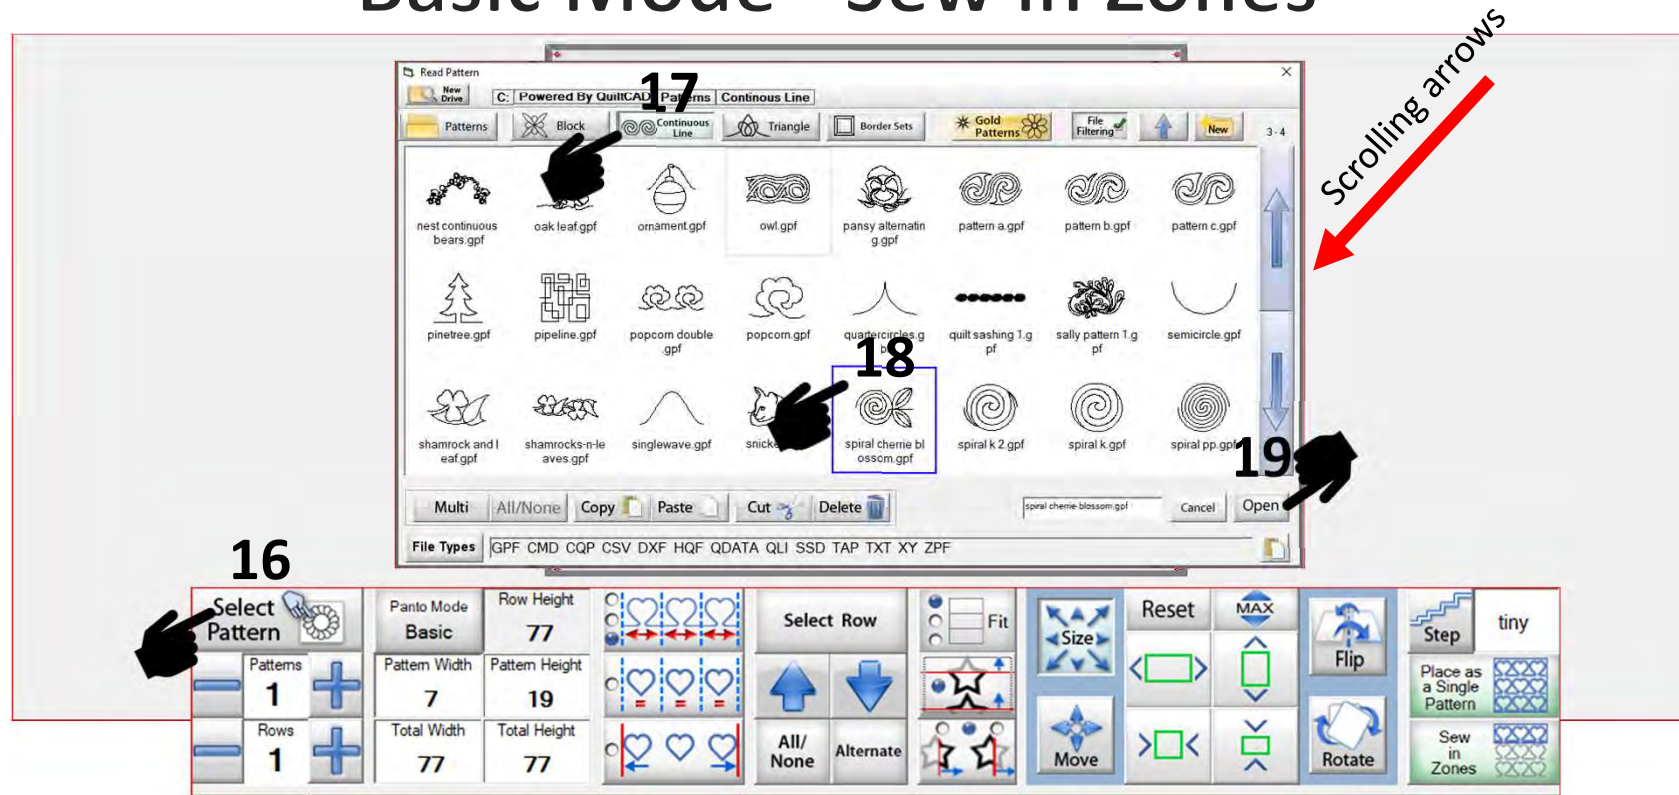 Basic Mode - Sew in Zones
Scrolling arrows
Read Pattern
17
New
Drive
C: Powered By QuiltCAD Patterns Continous Line
Patterns
Block
Continuous
Line
Triangle
Border Sets
Gold
Patterns
File
Filtering
New
3 - 4
nest continuous
bears.gpf
oak leaf.gpf
ornament.gpf
owl.gpf
pansy alternatin
g.gpf
pattern a.gpf
pattern b.gpf
pattern c.gpf
pinetree.gpf
pipeline.gpf
popcorn double
.gpf
popcorn.gpf
quartercircles.g
quilt sashing 1.g
pf
sally pattern 1.g
pf
semicircle.gpf
18
shamrock and l
eaf.gpf
shamrocks-n-le
aves.gpf
singlewave.gpf
spiral cherrie bl
ossom.gpf
spiral k 2.gpf
spiral k.gpf
spiral pp.gpf
19
Multi
All/None
Copy
Paste
Cut
Delete
spiral cherrie blossom.gpf
Cancel
Open
File Types
GPF CMD CQP CSV DXF HQF QDATA QLI SSD TAP TXT XY ZPF
16
Select
Pattern
Patterns
1
Rows
1
Panto Mode
Basic
Row Height
77
Pattern Width
7
Pattern Height
19
Total Width
77
Total Height
77
Select Row
All/
None
Alternate
Fit
Size
Move
Reset
MAX
Flip
Rotate
Step
tiny
Place as
a Single
Pattern
Sew
in
Zones